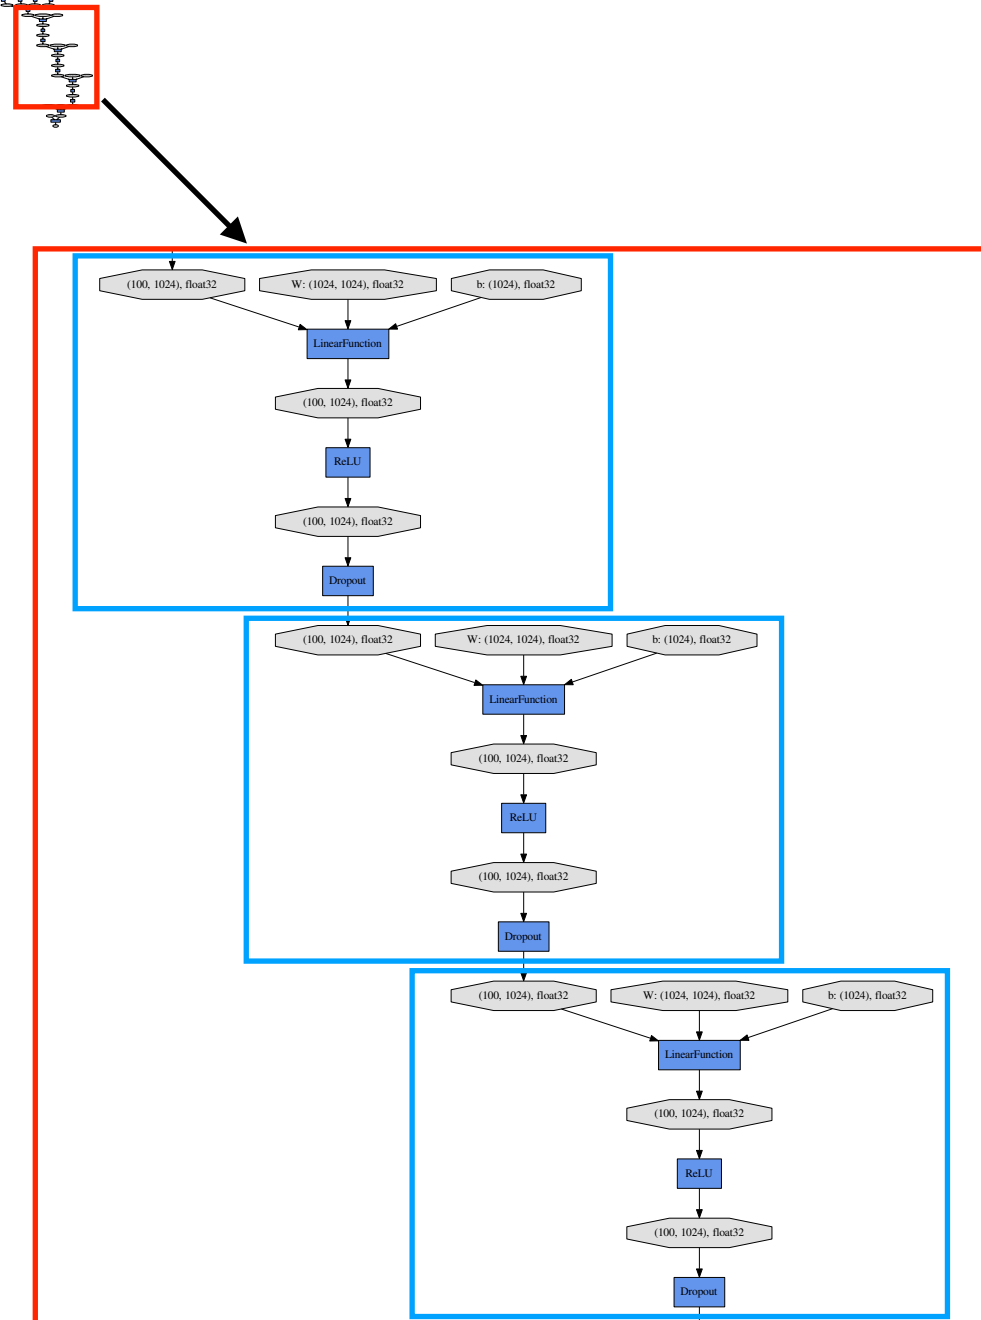 (100, 1024), float32 W: (1024, 1024), float32 b: (1024), float32
LinearFunction
(100, 1024), float32
ReLU
(100, 1024), float32
Dropout
(100, 1024), float32 W: (1024, 1024), float32 b: (1024), float32
LinearFunction
(100, 1024), float32
ReLU
(100, 1024), float32
Dropout
(100, 1024), float32 W: (1024, 1024), float32 b: (1024), float32
LinearFunction
(100, 1024), float32
ReLU
(100, 1024), float32
Dropout